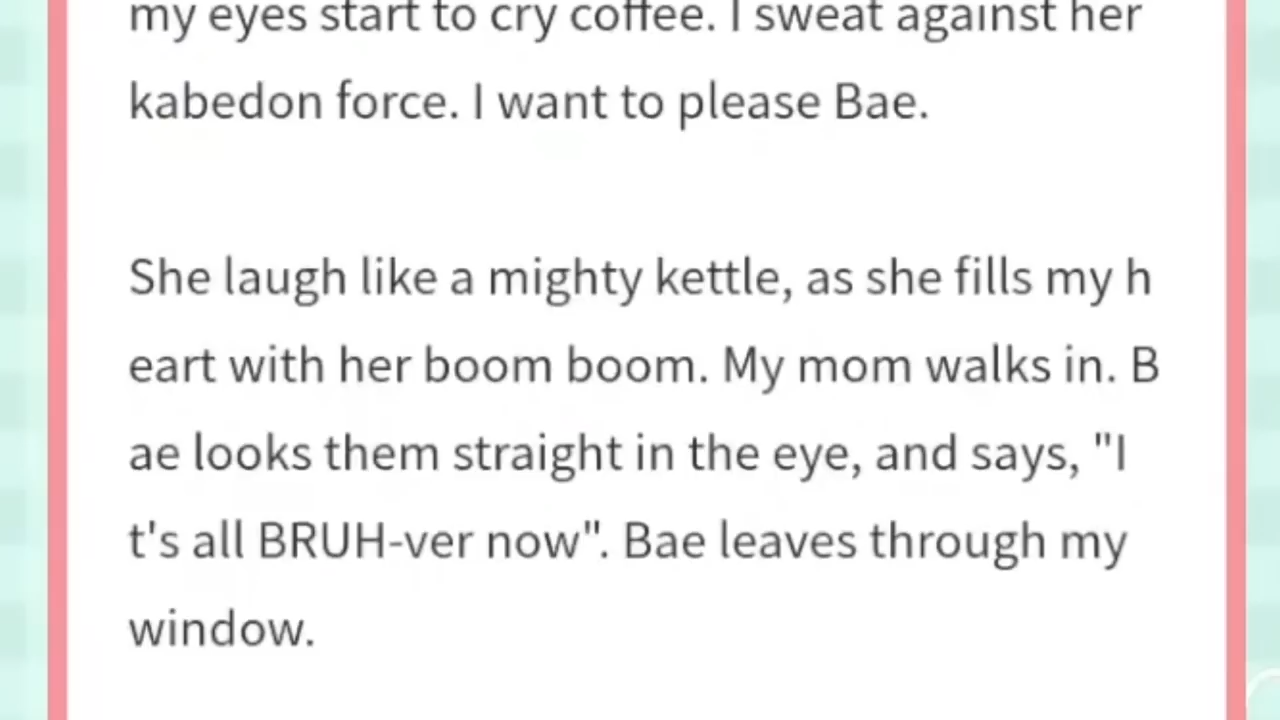 my eyes start to cry coffee. I sweat against her
kabedon force. I want to please Bae.
She laugh like a mighty kettle, as she fills my h
eart with her boom boom. My mom walks in. B
ae looks them straight in the eye, and says, "I
t's all BRUH-ver now". Bae leaves through my
window.